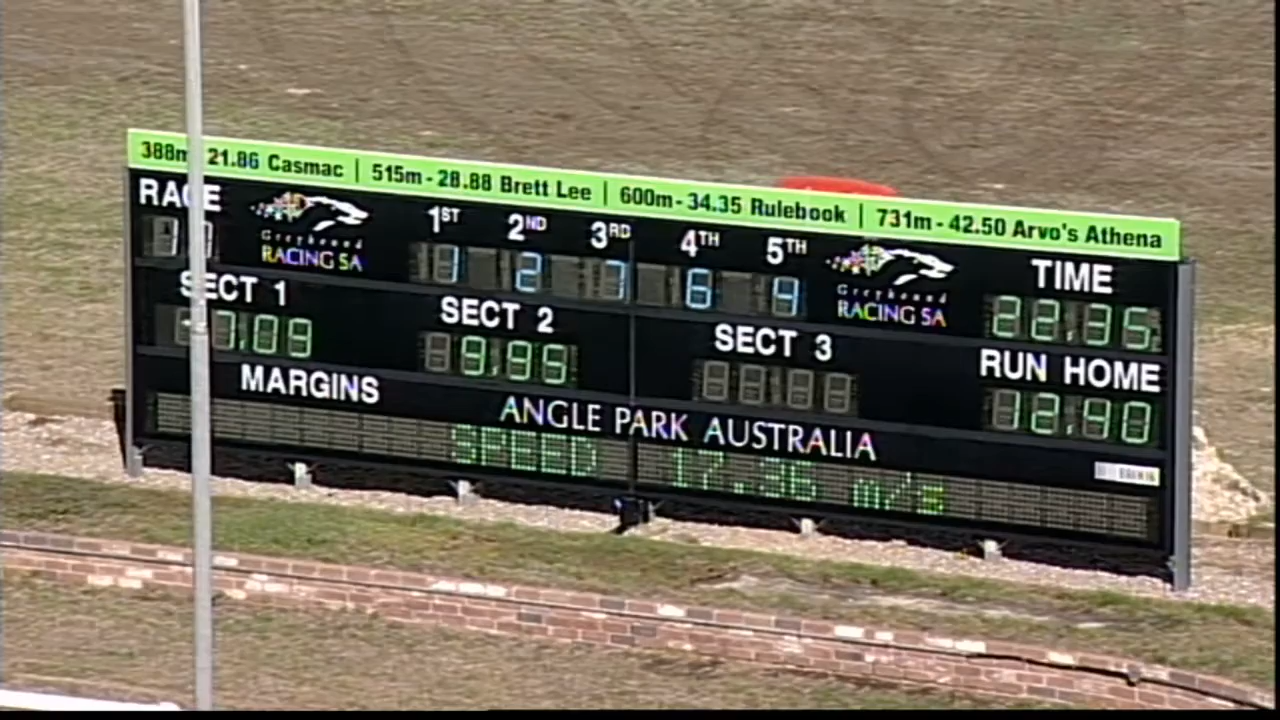 388m 21.86 Casmac | 515m - 28.88 Brett Lee | 600m - 34.35 Rulebook | 731m - 42.50 Arvo's Athena
RACE
Greyhound
RACING SA
1ST 2ND 3RD 4TH 5TH
1 2 7 6 4
Greyhound
RACING SA
TIME
22.35
SECT 1
7.09
SECT 2
9.95
SECT 3
RUN HOME
12.40
MARGINS
ANGLE PARK AUSTRALIA
SPEED 17.36 m/s